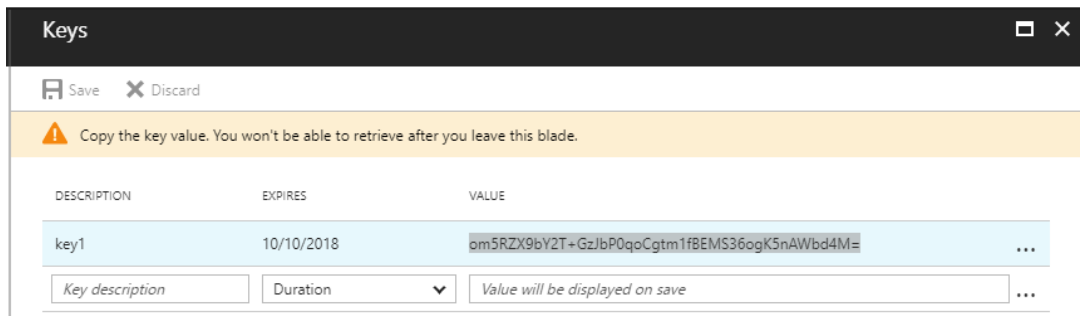 Keys
Save Discard
Copy the key value. You won't be able to retrieve after you leave this blade.
DESCRIPTION EXPIRES VALUE
key1 10/10/2018 om5RZX9bY2T+GzJbP0qoCgtm1fBEMS36ogK5nAWbd4M= ...
Key description Duration Value will be displayed on save ...